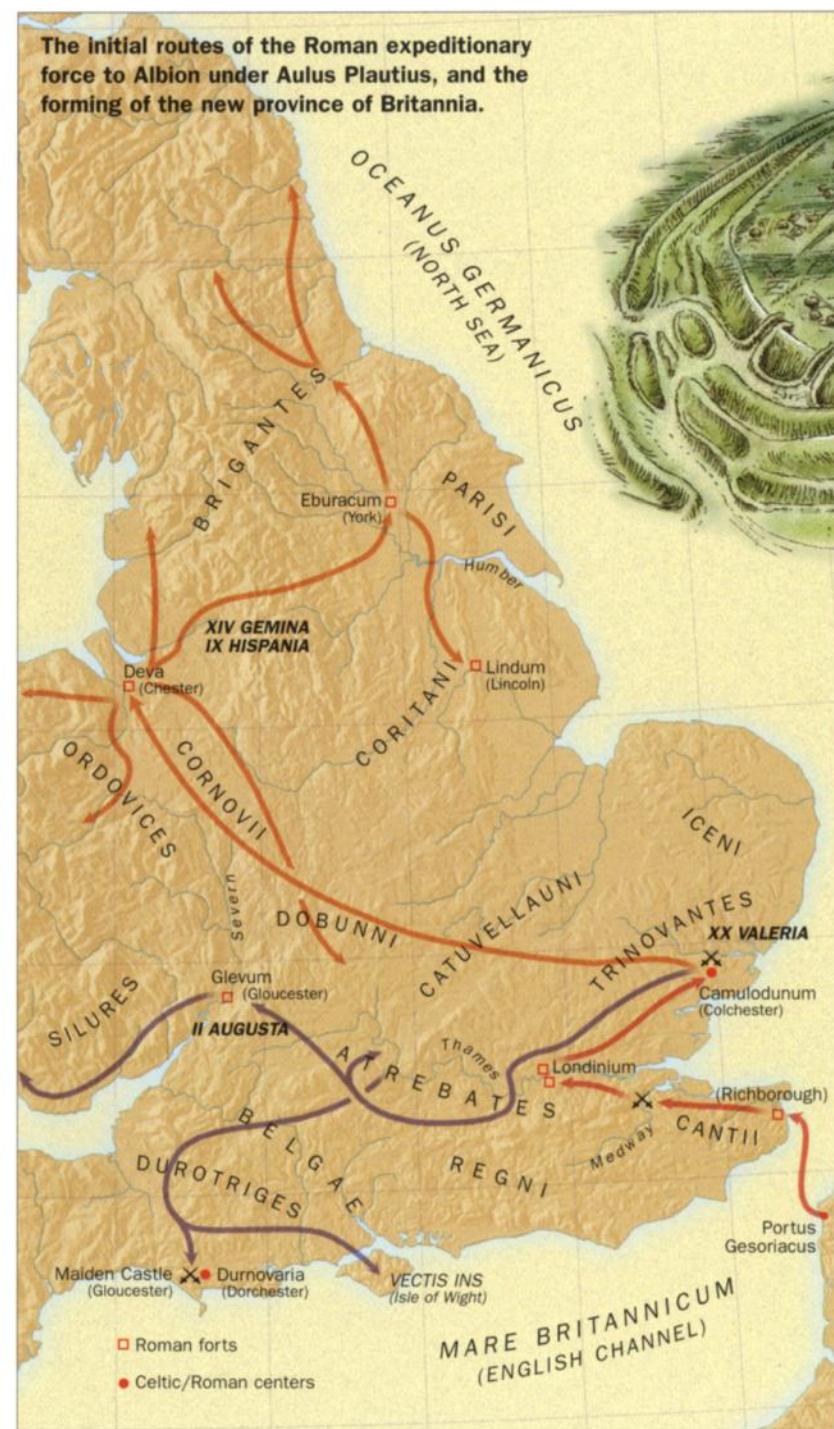 The initial routes of the Roman expeditionary
force to Albion under Aulus Plautius, and the
forming of the new province of Britannia.
OCEANUS GERMANICUS
(NORTH SEA)
BRIGANTES
PARISI
Eburacum
(York)
Humber
XIV GEMINA
IX HISPANIA
Deva
(Chester)
Lindum
(Lincoln)
CORITANI
ORDOVICES
CORNOVII
ICENI
Severn
DOBUNNI
CATUVELLAUNI
TRINOVANTES
XX VALERIA
Glevum
(Gloucester)
Camulodunum
(Colchester)
SILURES
II AUGUSTA
ATREBATES
Thames
Londinium
(Richborough)
BELGAE
Medway
CANTII
DUROTRIGES
REGNI
Portus
Gesoriacus
Maiden Castle
(Gloucester)
Durnovaria
(Dorchester)
VECTIS INS
(Isle of Wight)
MARE BRITANNICUM
(ENGLISH CHANNEL)
Roman forts
Celtic/Roman centers